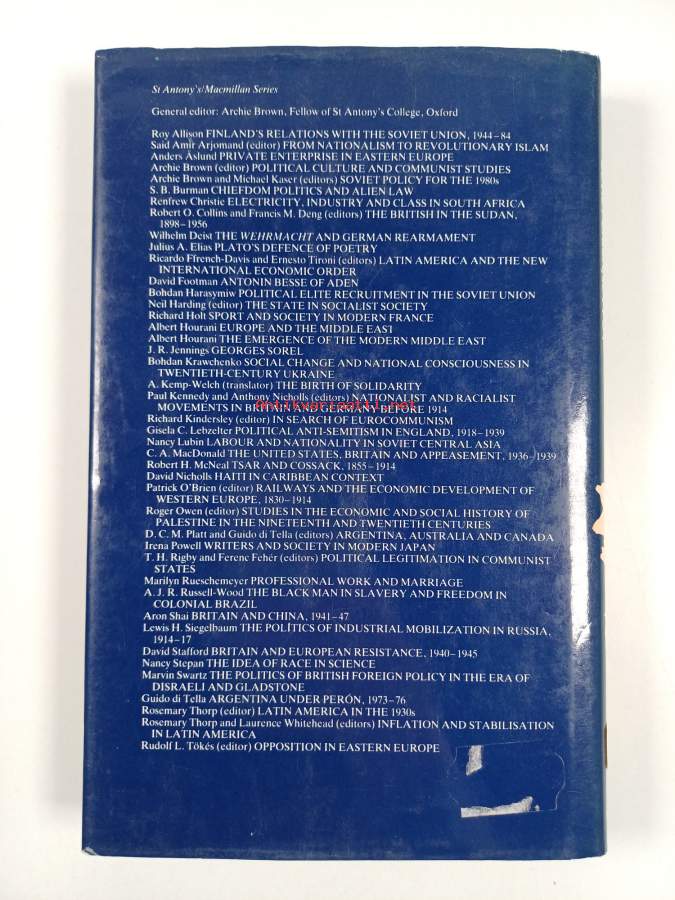 St Antony's/Macmillan Series
General editor: Archie Brown, Fellow of St Antony's College, Oxford
Roy Allison FINLAND'S RELATIONS WITH THE SOVIET UNION, 1944–84
Said Amir Arjomand (editor) FROM NATIONALISM TO REVOLUTIONARY ISLAM
Anders Åslund PRIVATE ENTERPRISE IN EASTERN EUROPE
Archie Brown (editor) POLITICAL CULTURE AND COMMUNIST STUDIES
Archie Brown and Michael Kaser (editors) SOVIET POLICY FOR THE 1980s
S. B. Burman CHIEFDOM POLITICS AND ALIEN LAW
Renfrew Christie ELECTRICITY, INDUSTRY AND CLASS IN SOUTH AFRICA
Robert O. Collins and Francis M. Deng (editors) THE BRITISH IN THE SUDAN,
1898–1956
Wilhelm Deist THE WEHRMACHT AND GERMAN REARMAMENT
Julius A. Elias PLATO'S DEFENCE OF POETRY
Ricardo Ffrench-Davis and Ernesto Tironi (editors) LATIN AMERICA AND THE NEW
INTERNATIONAL ECONOMIC ORDER
David Footman ANTONIN BESSE OF ADEN
Bohdan Harasymiw POLITICAL ELITE RECRUITMENT IN THE SOVIET UNION
Neil Harding (editor) THE STATE IN SOCIALIST SOCIETY
Richard Holt SPORT AND SOCIETY IN MODERN FRANCE
Albert Hourani EUROPE AND THE MIDDLE EAST
Albert Hourani THE EMERGENCE OF THE MODERN MIDDLE EAST
J. R. Jennings GEORGES SOREL
Bohdan Krawchenko SOCIAL CHANGE AND NATIONAL CONSCIOUSNESS IN
TWENTIETH-CENTURY UKRAINE
A. Kemp-Welch (translator) THE BIRTH OF SOLIDARITY
Paul Kennedy and Anthony Nicholls (editors) NATIONALIST AND RACIALIST
MOVEMENTS IN BRITAIN AND GERMANY BEFORE 1914
Richard Kindersley (editor) IN SEARCH OF EUROCOMMUNISM
Gisela C. Lebzelter POLITICAL ANTI-SEMITISM IN ENGLAND, 1918–1939
Nancy Lubin LABOUR AND NATIONALITY IN SOVIET CENTRAL ASIA
C. A. MacDonald THE UNITED STATES, BRITAIN AND APPEASEMENT, 1936–1939
Robert H. McNeal TSAR AND COSSACK, 1855–1914
David Nicholls HAITI IN CARIBBEAN CONTEXT
Patrick O'Brien (editor) RAILWAYS AND THE ECONOMIC DEVELOPMENT OF
WESTERN EUROPE, 1830–1914
Roger Owen (editor) STUDIES IN THE ECONOMIC AND SOCIAL HISTORY OF
PALESTINE IN THE NINETEENTH AND TWENTIETH CENTURIES
D. C. M. Platt and Guido di Tella (editors) ARGENTINA, AUSTRALIA AND CANADA
Irena Powell WRITERS AND SOCIETY IN MODERN JAPAN
T. H. Rigby and Ferenc Fehér (editors) POLITICAL LEGITIMATION IN COMMUNIST
STATES
Marilyn Rueschemeyer PROFESSIONAL WORK AND MARRIAGE
A. J. R. Russell-Wood THE BLACK MAN IN SLAVERY AND FREEDOM IN
COLONIAL BRAZIL
Aron Shai BRITAIN AND CHINA, 1941–47
Lewis H. Siegelbaum THE POLITICS OF INDUSTRIAL MOBILIZATION IN RUSSIA,
1914–17
David Stafford BRITAIN AND EUROPEAN RESISTANCE, 1940–1945
Nancy Stepan THE IDEA OF RACE IN SCIENCE
Marvin Swartz THE POLITICS OF BRITISH FOREIGN POLICY IN THE ERA OF
DISRAELI AND GLADSTONE
Guido di Tella ARGENTINA UNDER PERÓN, 1973–76
Rosemary Thorp (editor) LATIN AMERICA IN THE 1930s
Rosemary Thorp and Laurence Whitehead (editors) INFLATION AND STABILISATION
IN LATIN AMERICA
Rudolf L. Tökés (editor) OPPOSITION IN EASTERN EUROPE